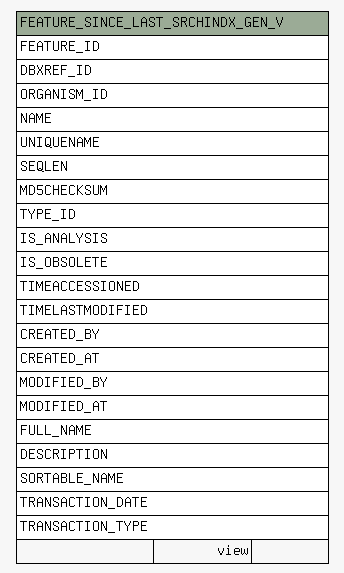 FEATURE_SINCE_LAST_SRCHINDX_GEN_V
FEATURE_ID
DBXREF_ID
ORGANISM_ID
NAME
UNIQUENAME
SEQLEN
MD5CHECKSUM
TYPE_ID
IS_ANALYSIS
IS_OBSOLETE
TIMEACCESSIONED
TIMELASTMODIFIED
CREATED_BY
CREATED_AT
MODIFIED_BY
MODIFIED_AT
FULL_NAME
DESCRIPTION
SORTABLE_NAME
TRANSACTION_DATE
TRANSACTION_TYPE
view